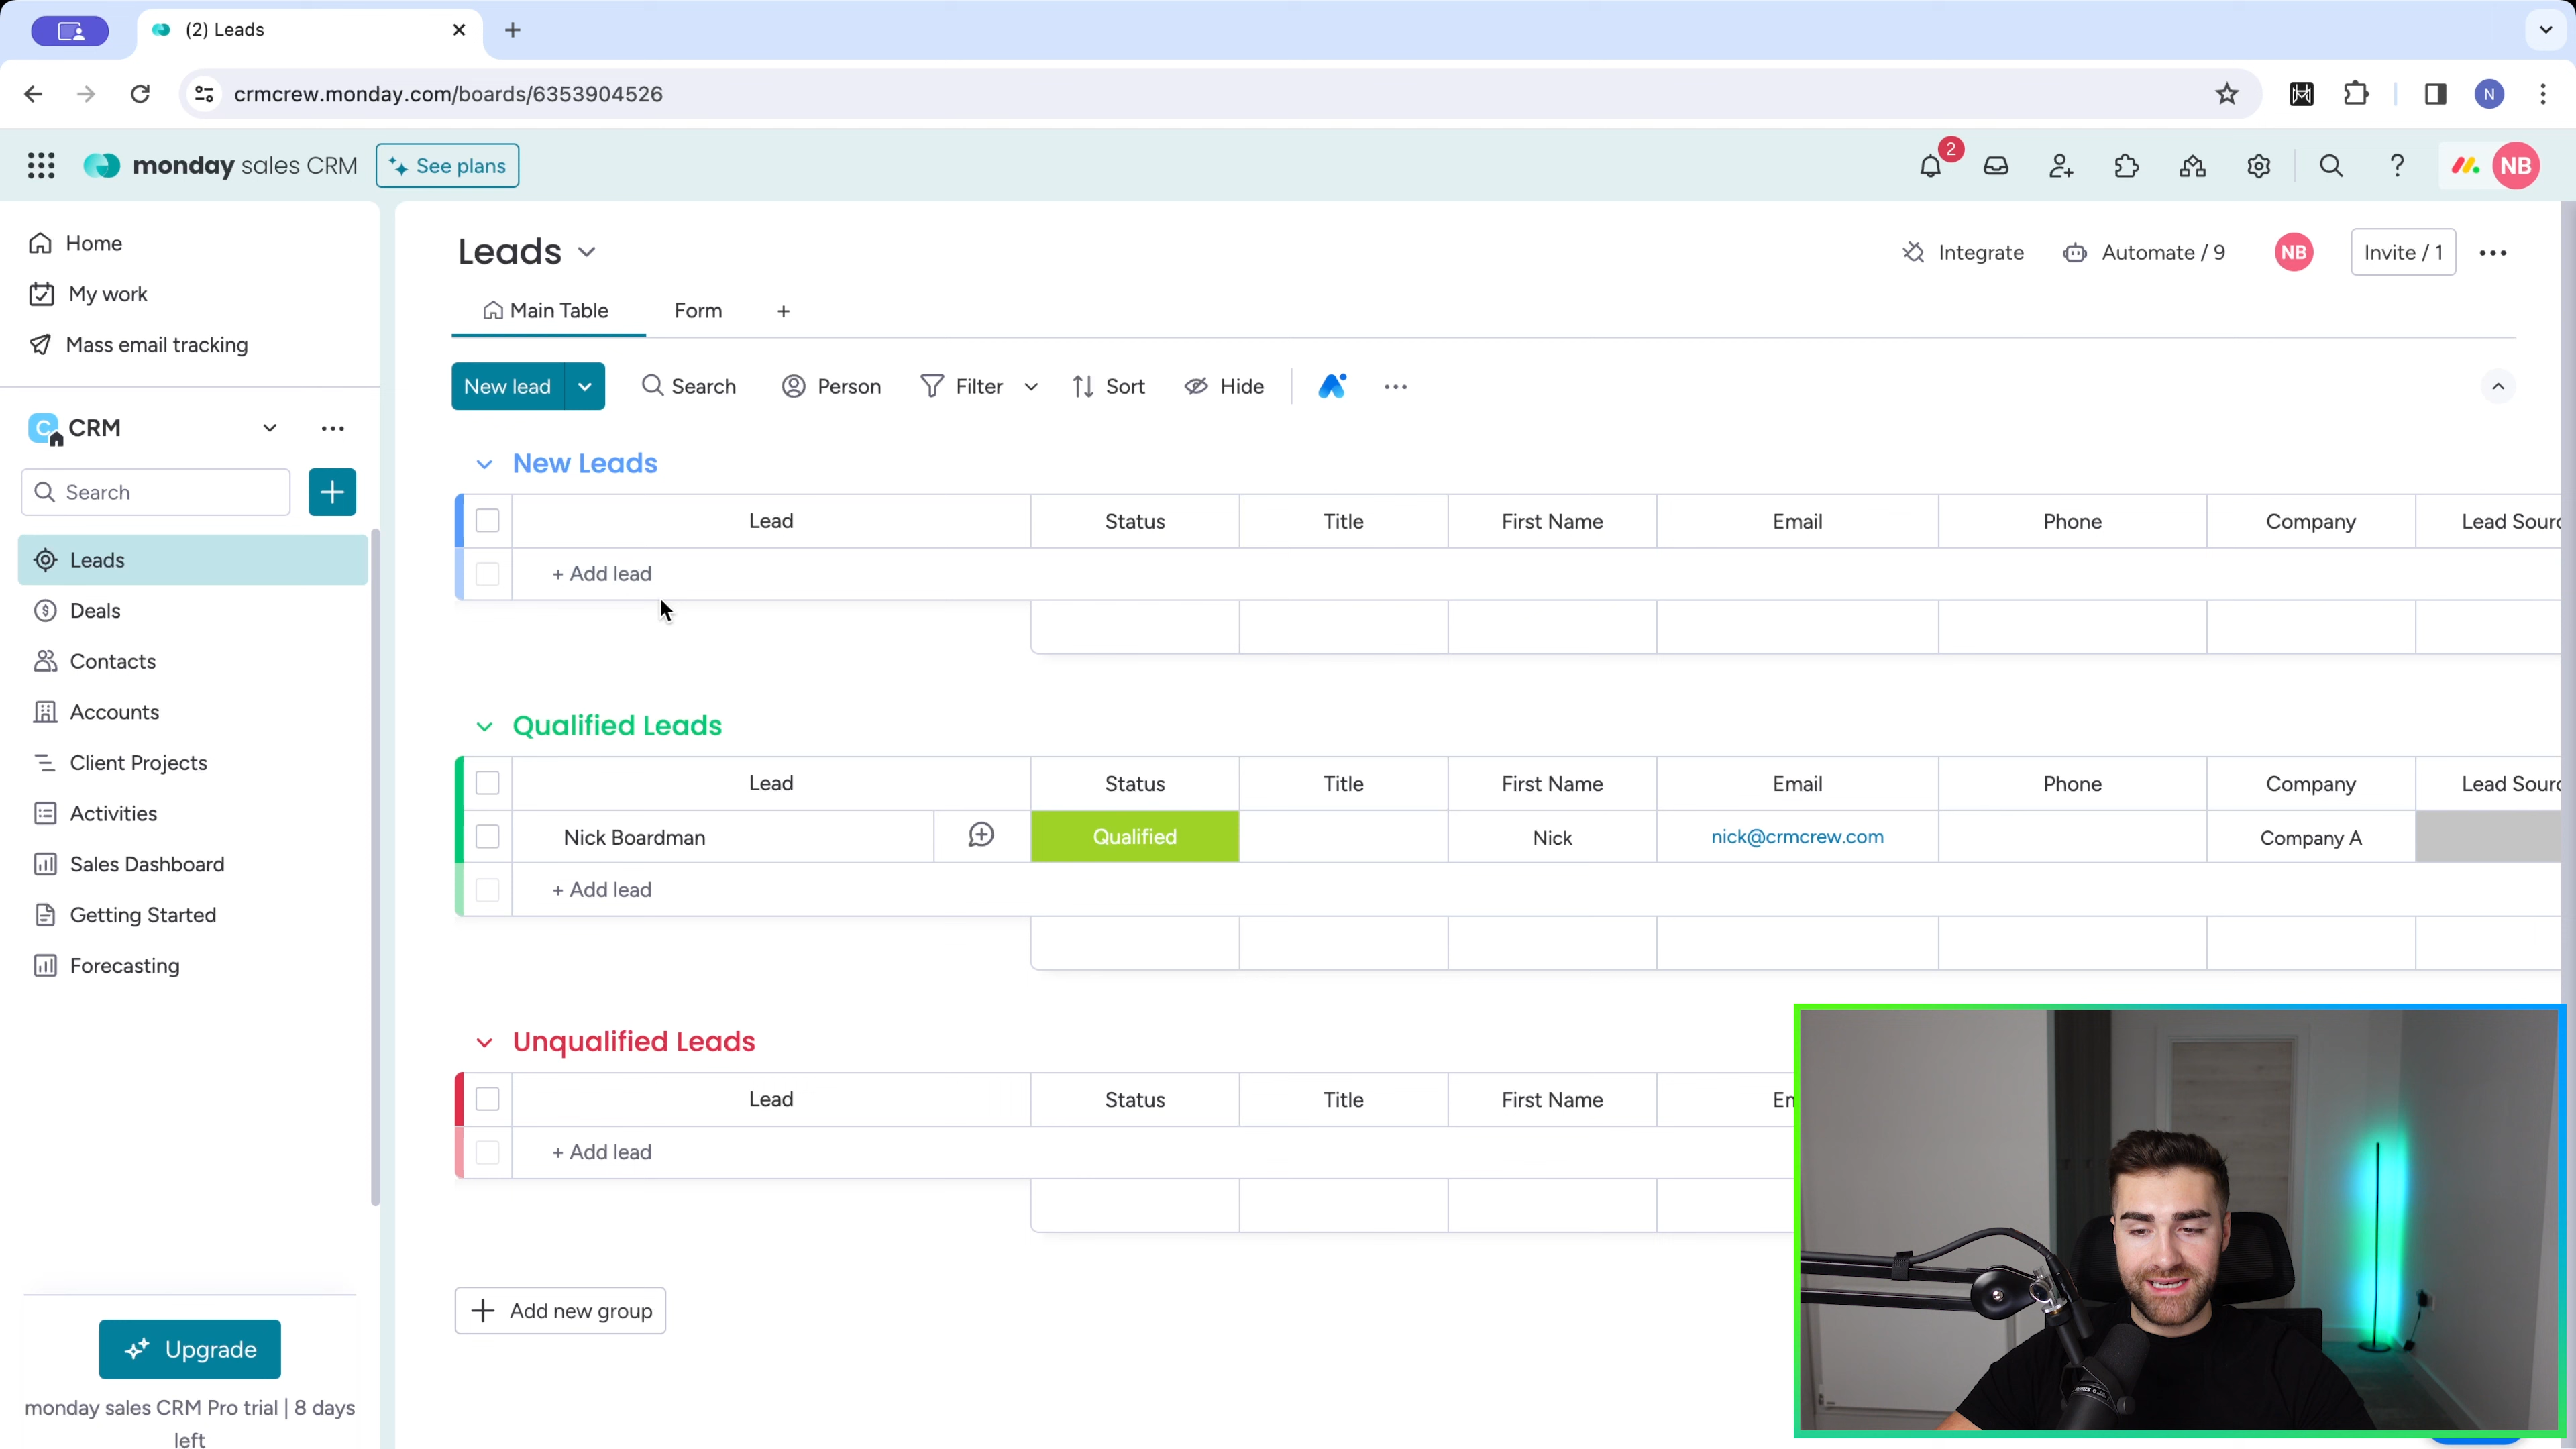 (2) Leads
crmcrew.monday.com/boards/6353904526
N
monday sales CRM
See plans
2
NB
Home
My work
Mass email tracking
C CRM
Search
Leads
Deals
Contacts
Accounts
Client Projects
Activities
Sales Dashboard
Getting Started
Forecasting
Upgrade
monday sales CRM Pro trial | 8 days
left
Leads
Integrate
Automate / 9
NB
Invite / 1
Main Table
Form
New lead
Search
Person
Filter
Sort
Hide
New Leads
Lead Status Title First Name Email Phone Company Lead Sourc
+ Add lead
Qualified Leads
Lead Status Title First Name Email Phone Company Lead Sourc
Nick Boardman Qualified Nick nick@crmcrew.com Company A
+ Add lead
Unqualified Leads
Lead Status Title First Name Em
+ Add lead
+ Add new group